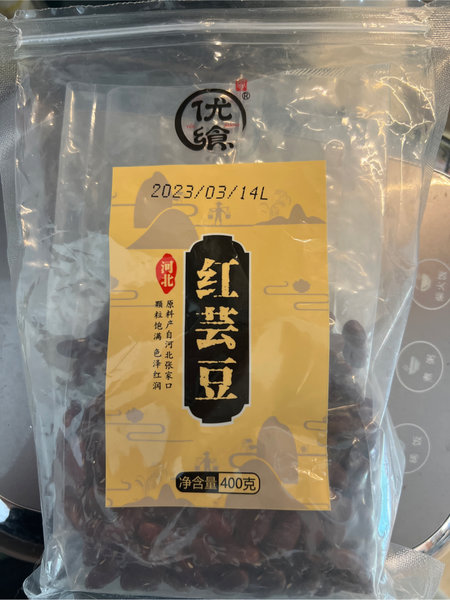 优
飨
®
2023/03/14L
河北
红芸豆
原料产自河北张家口
颗粒饱满 色泽红润
净含量 400克